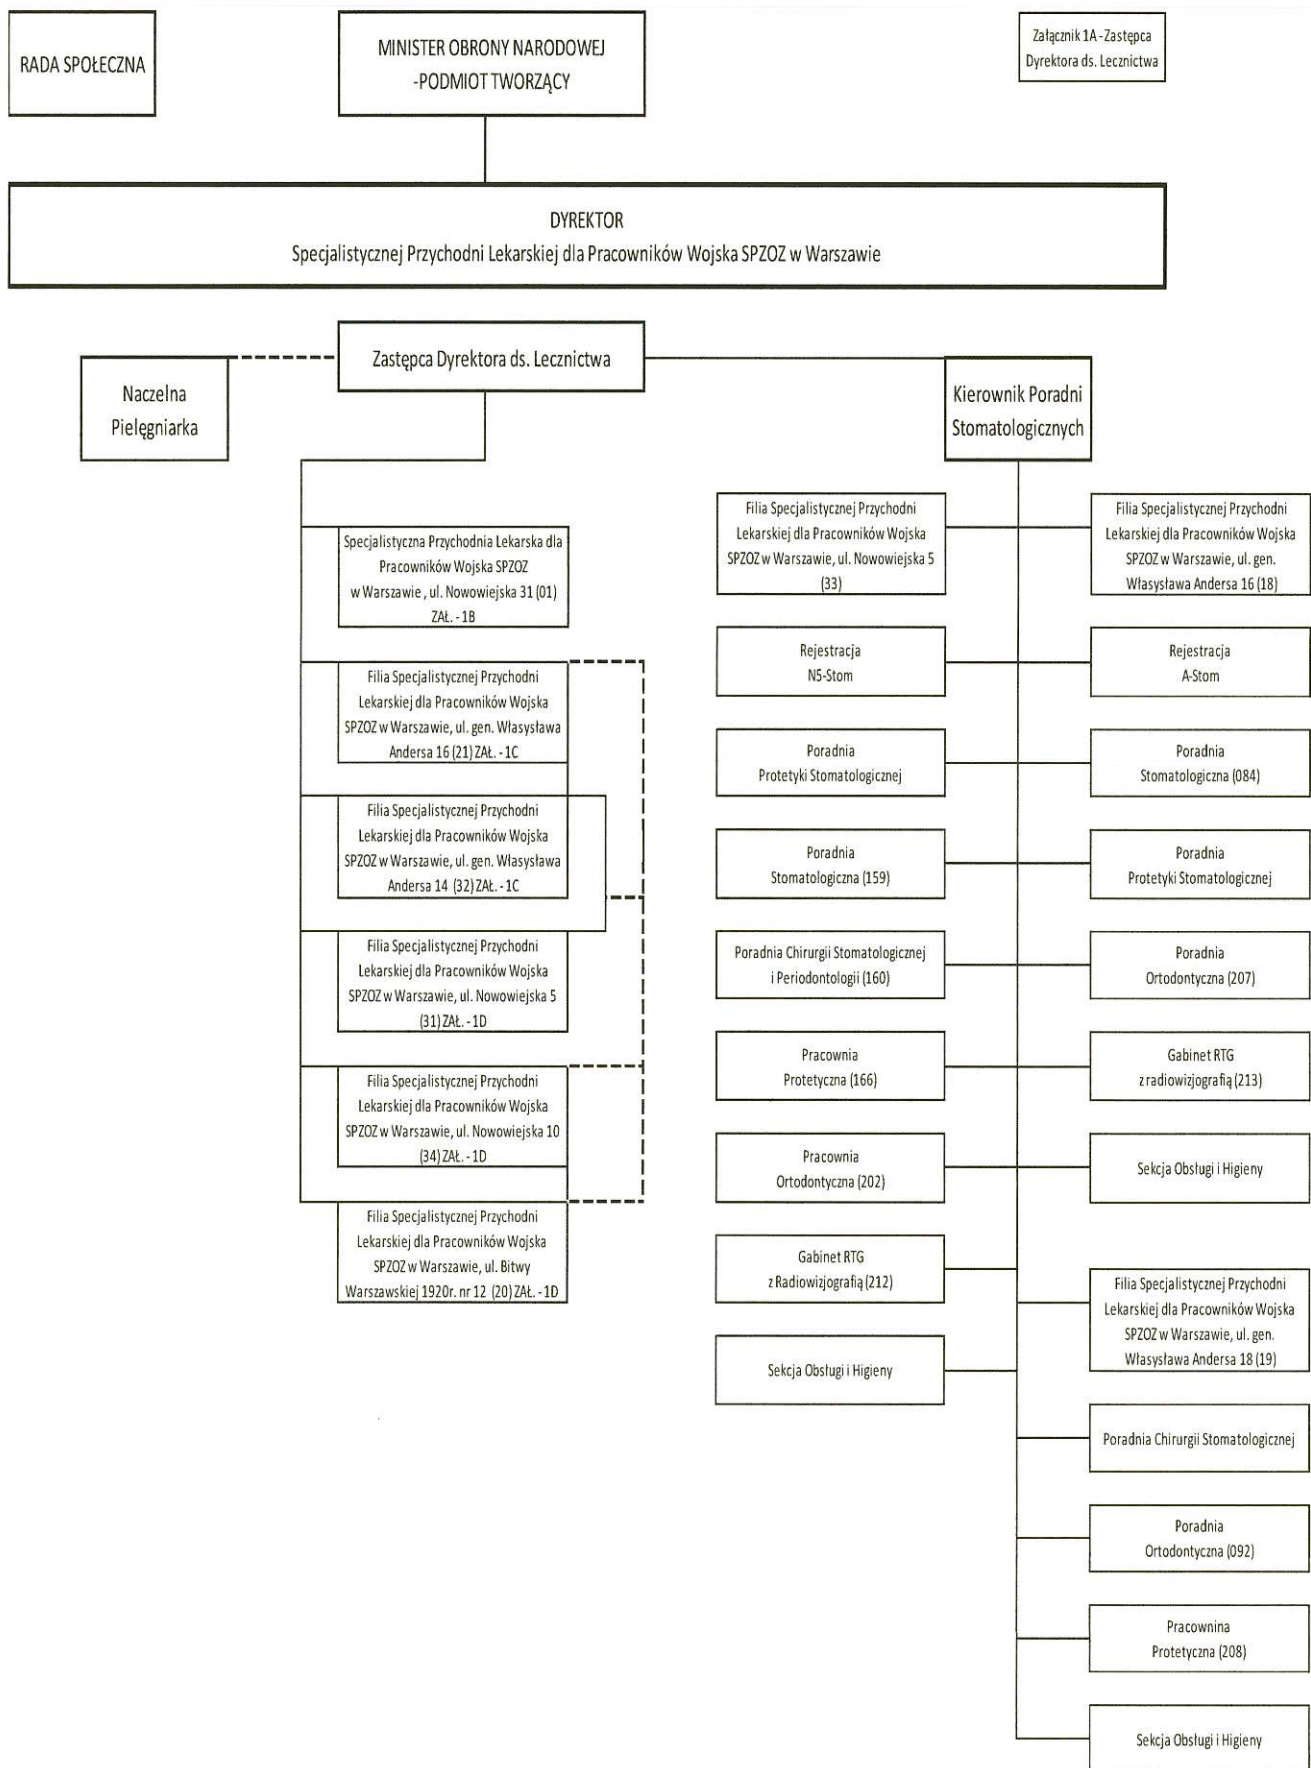 RADA SPOŁECZNA
MINISTER OBRONY NARODOWEJ
-PODMIOT TWORZĄCY
Załącznik 1A - Zastępca
Dyrektora ds. Lecznictwa
DYREKTOR
Specjalistycznej Przychodni Lekarskiej dla Pracowników Wojska SPZOZ w Warszawie
Zastępca Dyrektora ds. Lecznictwa
Naczelna
Pielęgniarka
Kierownik Poradni
Stomatologicznych
Specjalistyczna Przychodnia Lekarska dla
Pracowników Wojska SPZOZ
w Warszawie , ul. Nowowiejska 31 (01)
ZAŁ. - 1B
Filia Specjalistycznej Przychodni
Lekarskiej dla Pracowników Wojska
SPZOZ w Warszawie, ul. gen. Własysława
Andersa 16 (21) ZAŁ. - 1C
Filia Specjalistycznej Przychodni
Lekarskiej dla Pracowników Wojska
SPZOZ w Warszawie, ul. gen. Własysława
Andersa 14 (32) ZAŁ. - 1C
Filia Specjalistycznej Przychodni
Lekarskiej dla Pracowników Wojska
SPZOZ w Warszawie, ul. Nowowiejska 5
(31) ZAŁ. - 1D
Filia Specjalistycznej Przychodni
Lekarskiej dla Pracowników Wojska
SPZOZ w Warszawie, ul. Nowowiejska 10
(34) ZAŁ. - 1D
Filia Specjalistycznej Przychodni
Lekarskiej dla Pracowników Wojska
SPZOZ w Warszawie, ul. Bitwy
Warszawskiej 1920r. nr 12 (20) ZAŁ. - 1D
Filia Specjalistycznej Przychodni
Lekarskiej dla Pracowników Wojska
SPZOZ w Warszawie, ul. Nowowiejska 5
(33)
Rejestracja
N5-Stom
Poradnia
Protetyki Stomatologicznej
Poradnia
Stomatologiczna (159)
Poradnia Chirurgii Stomatologicznej
i Periodontologii (160)
Pracownia
Protetyczna (166)
Pracownia
Ortodontyczna (202)
Gabinet RTG
z Radiowizjografią (212)
Sekcja Obsługi i Higieny
Filia Specjalistycznej Przychodni
Lekarskiej dla Pracowników Wojska
SPZOZ w Warszawie, ul. gen.
Własysława Andersa 16 (18)
Rejestracja
A-Stom
Poradnia
Stomatologiczna (084)
Poradnia
Protetyki Stomatologicznej
Poradnia
Ortodontyczna (207)
Gabinet RTG
z radiowizjografią (213)
Sekcja Obsługi i Higieny
Filia Specjalistycznej Przychodni
Lekarskiej dla Pracowników Wojska
SPZOZ w Warszawie, ul. gen.
Własysława Andersa 18 (19)
Poradnia Chirurgii Stomatologicznej
Poradnia
Ortodontyczna (092)
Pracownina
Protetyczna (208)
Sekcja Obsługi i Higieny